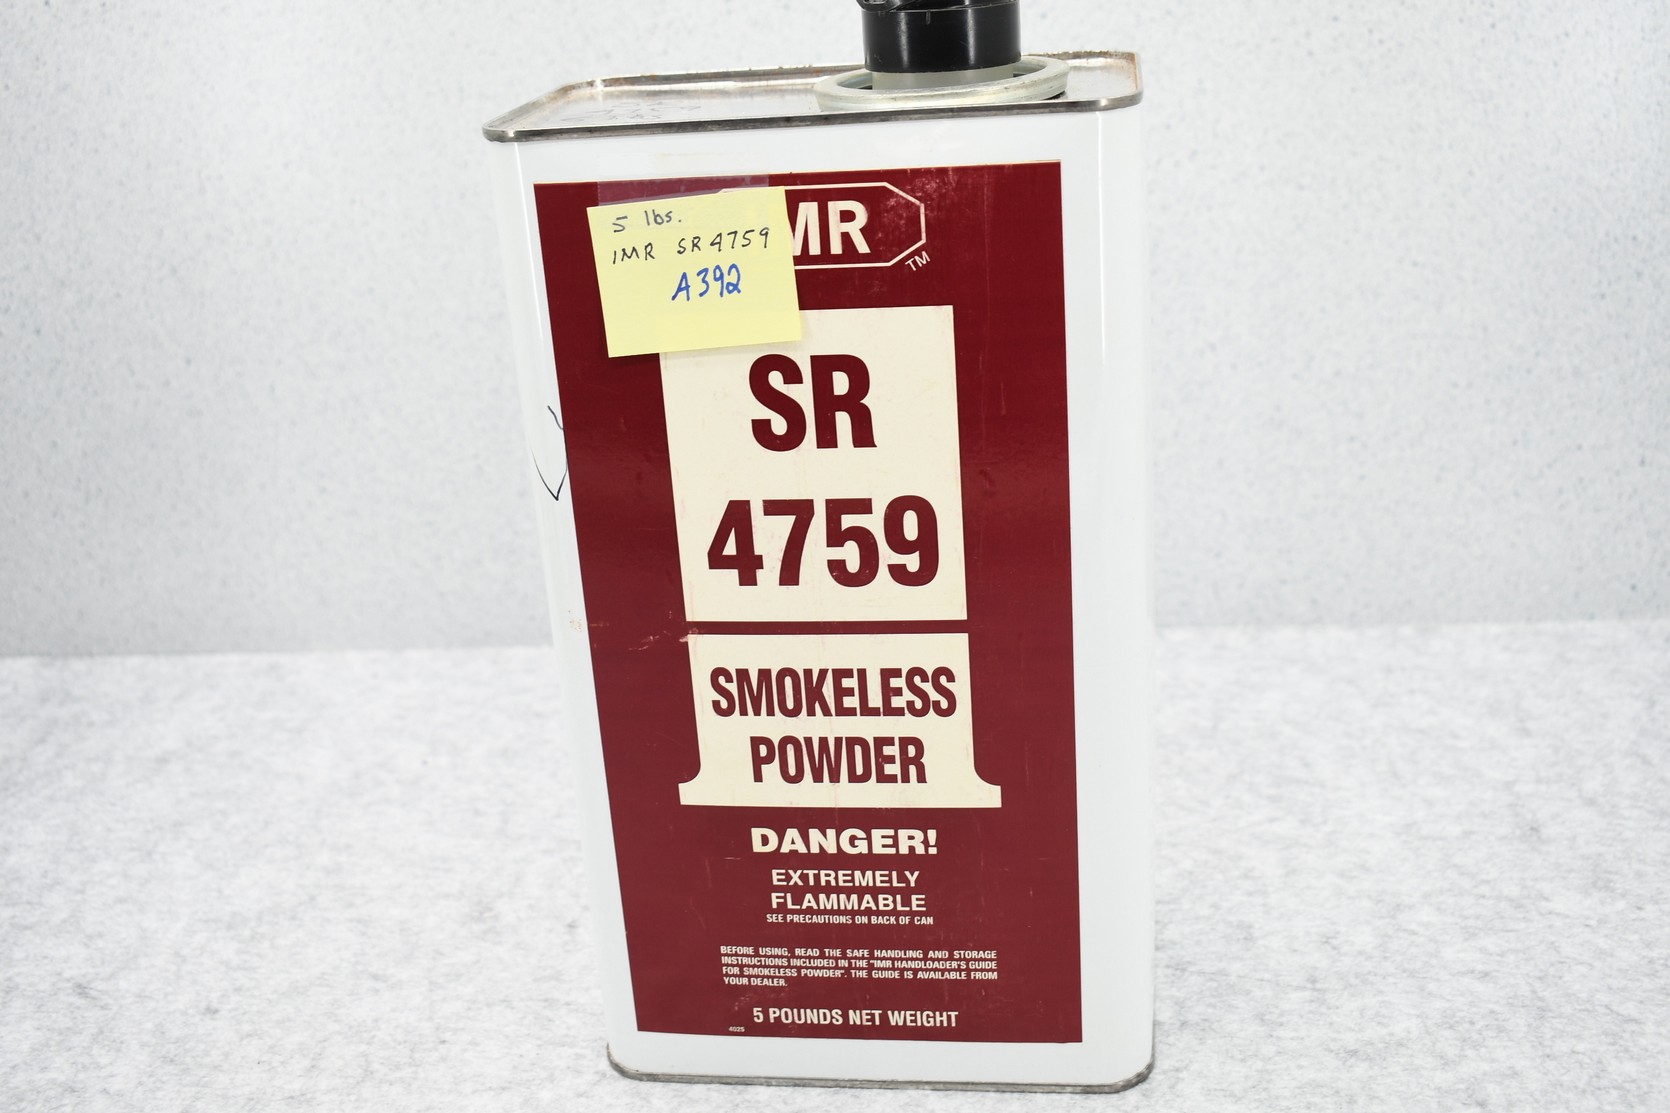 5 lbs.
IMR SR4759
A392
MR
TM
SR
4759
SMOKELESS
POWDER
DANGER!
EXTREMELY
FLAMMABLE
SEE PRECAUTIONS ON BACK OF CAN
BEFORE USING, READ THE SAFE HANDLING AND STORAGE
INSTRUCTIONS INCLUDED IN THE "IMR HANDLOADER'S GUIDE
FOR SMOKELESS POWDER". THE GUIDE IS AVAILABLE FROM
YOUR DEALER.
5 POUNDS NET WEIGHT
4025